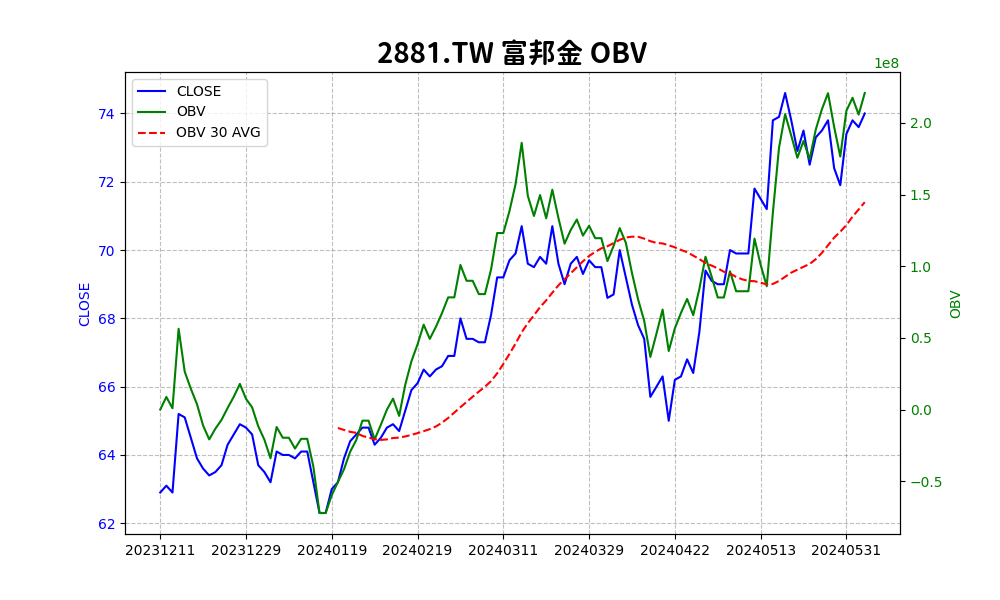 2881.TW 富邦金 OBV
1e8
CLOSE
OBV
OBV 30 AVG
74
72
70
68
66
64
62
CLOSE
2.0
1.5
1.0
0.5
0.0
−0.5
OBV
20231211 20231229 20240119 20240219 20240311 20240329 20240422 20240513 20240531